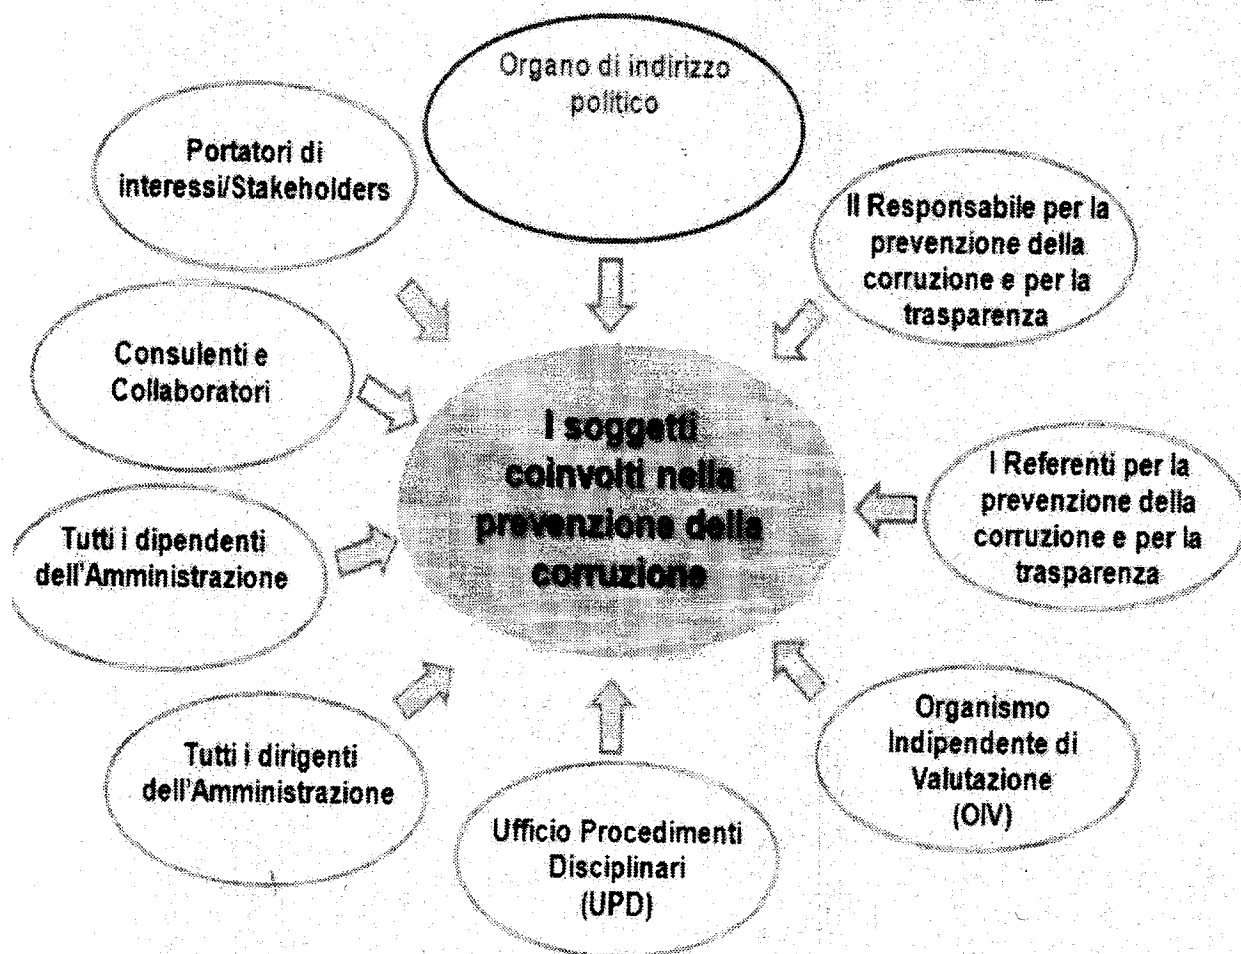 Organo di indirizzo
politico
Portatori di
interessi/Stakeholders
Il Responsabile per la
prevenzione della
corruzione e per la
trasparenza
Consulenti e
Collaboratori
I soggetti
coinvolti nella
prevenzione della
corruzione
I Referenti per la
prevenzione della
corruzione e per la
trasparenza
Tutti i dipendenti
dell'Amministrazione
Organismo
Indipendente di
Valutazione
(OIV)
Tutti i dirigenti
dell'Amministrazione
Ufficio Procedimenti
Disciplinari
(UPD)